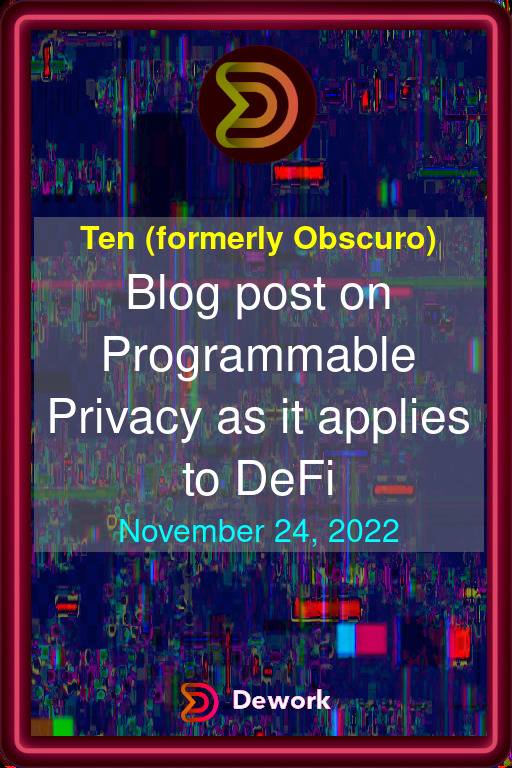 Ten (formerly Obscuro)
Blog post on
Programmable
Privacy as it applies
to DeFi
November 24, 2022
Dework